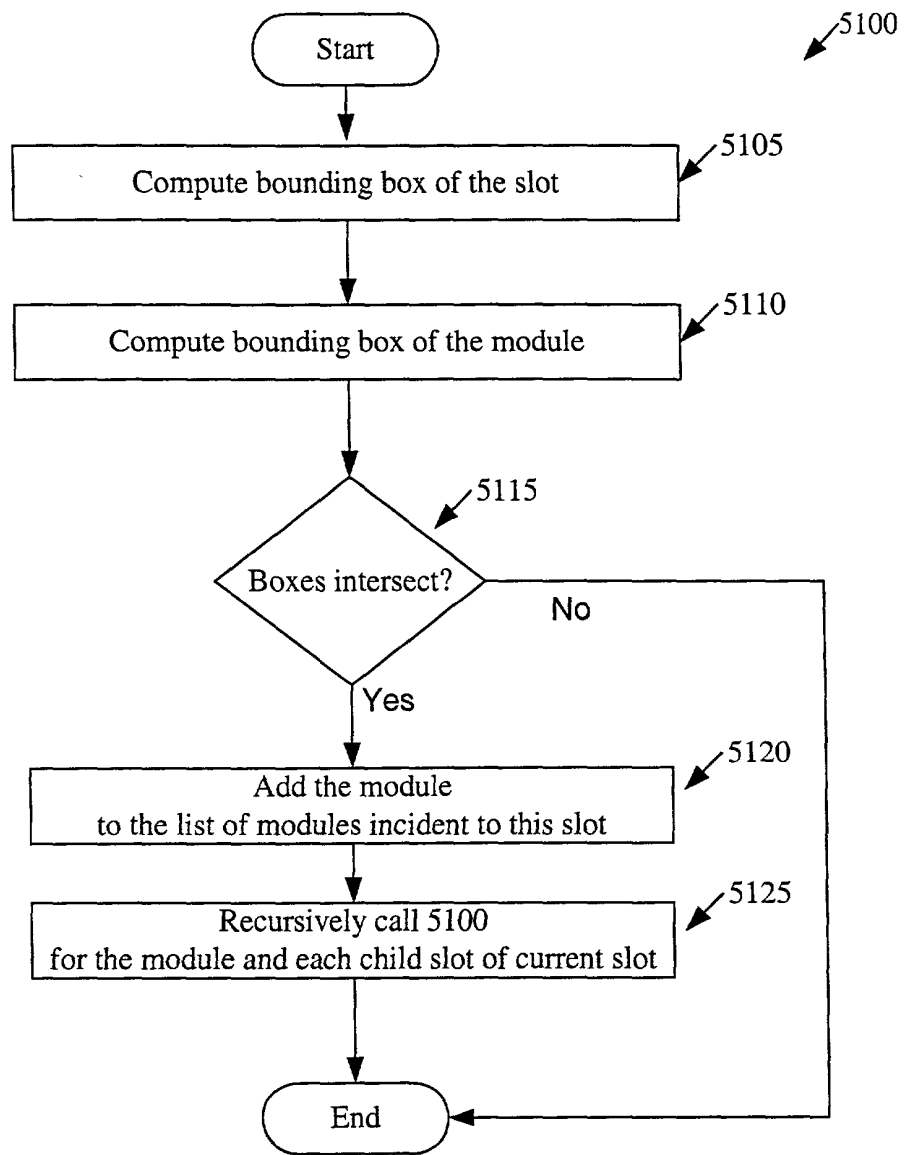 5100
Start
5105
Compute bounding box of the slot
5110
Compute bounding box of the module
5115
Boxes intersect?
No
Yes
5120
Add the module
to the list of modules incident to this slot
5125
Recursively call 5100
for the module and each child slot of current slot
End